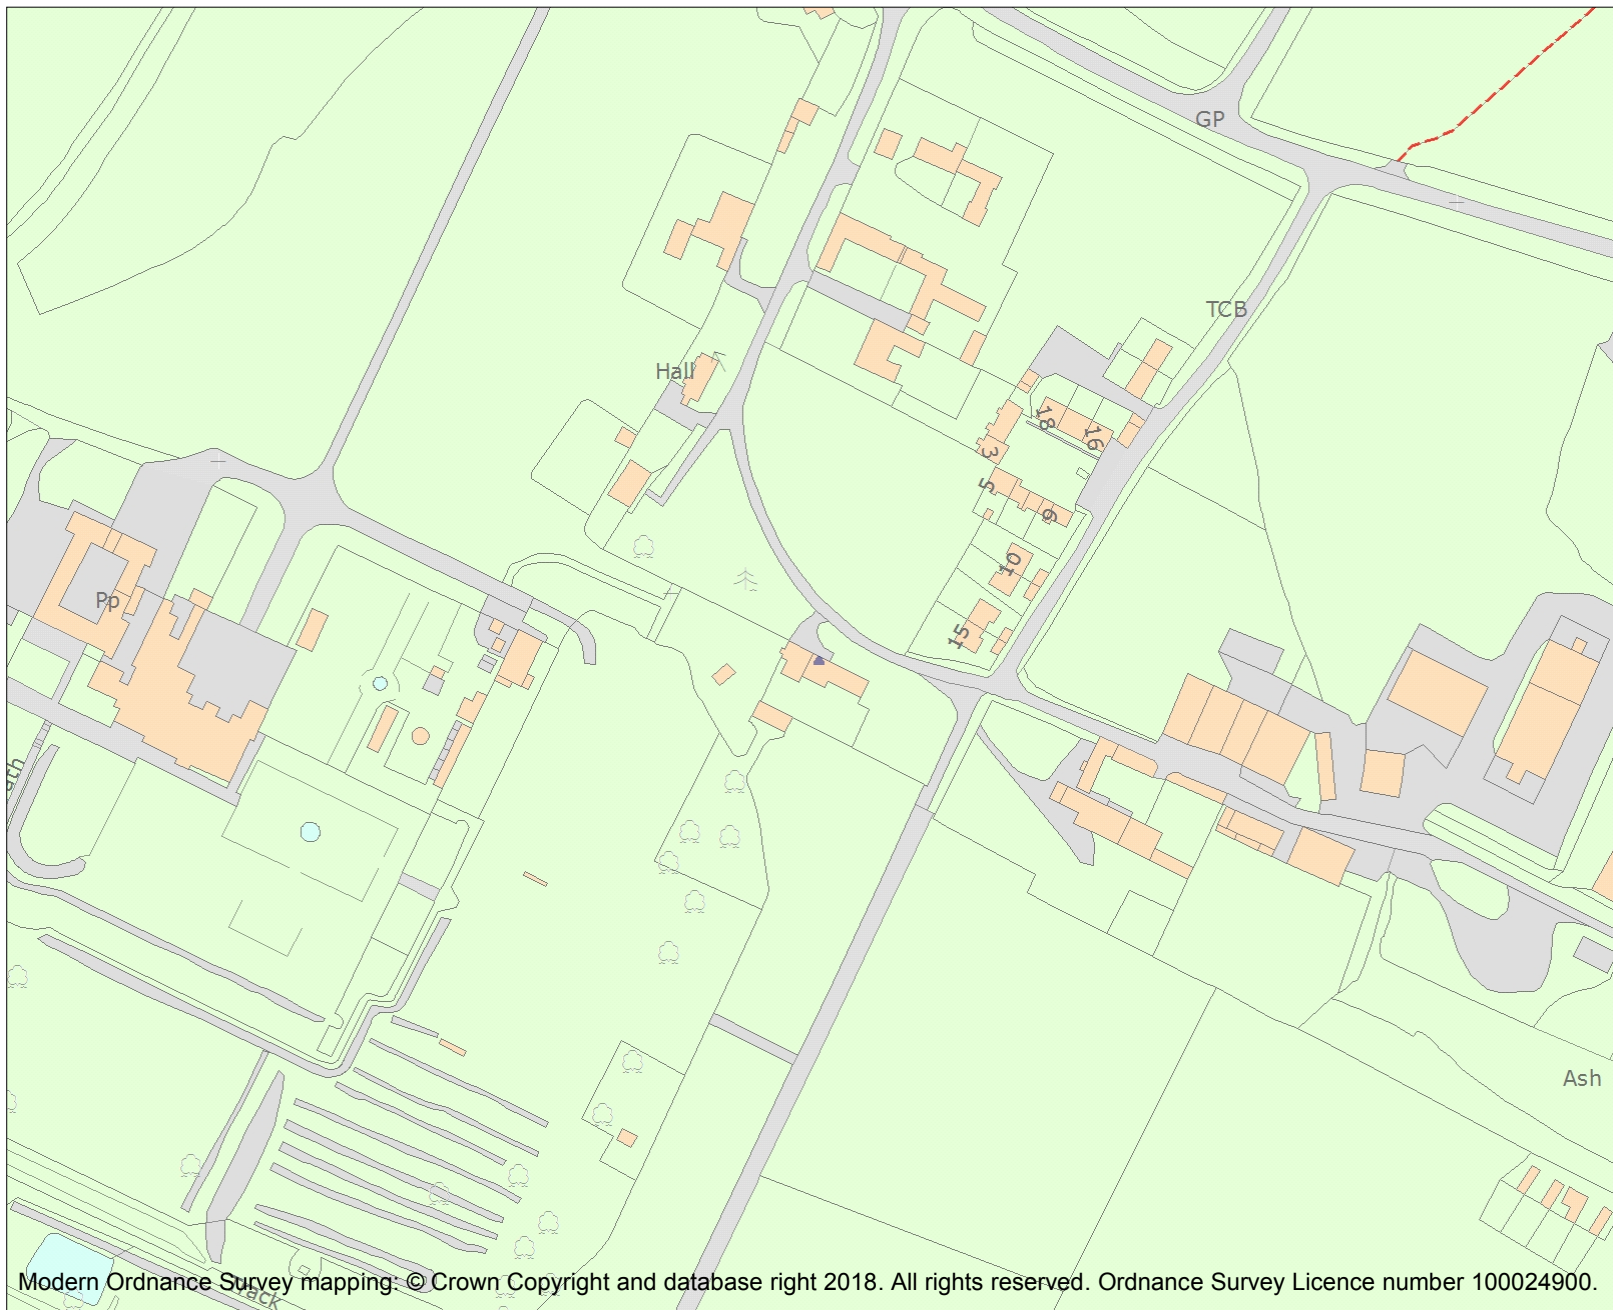 GP
TCB
Hall
18
16
3
5
9
10
15
Pp
Ash
Track
Modern Ordnance Survey mapping: © Crown Copyright and database right 2018. All rights reserved. Ordnance Survey Licence number 100024900.